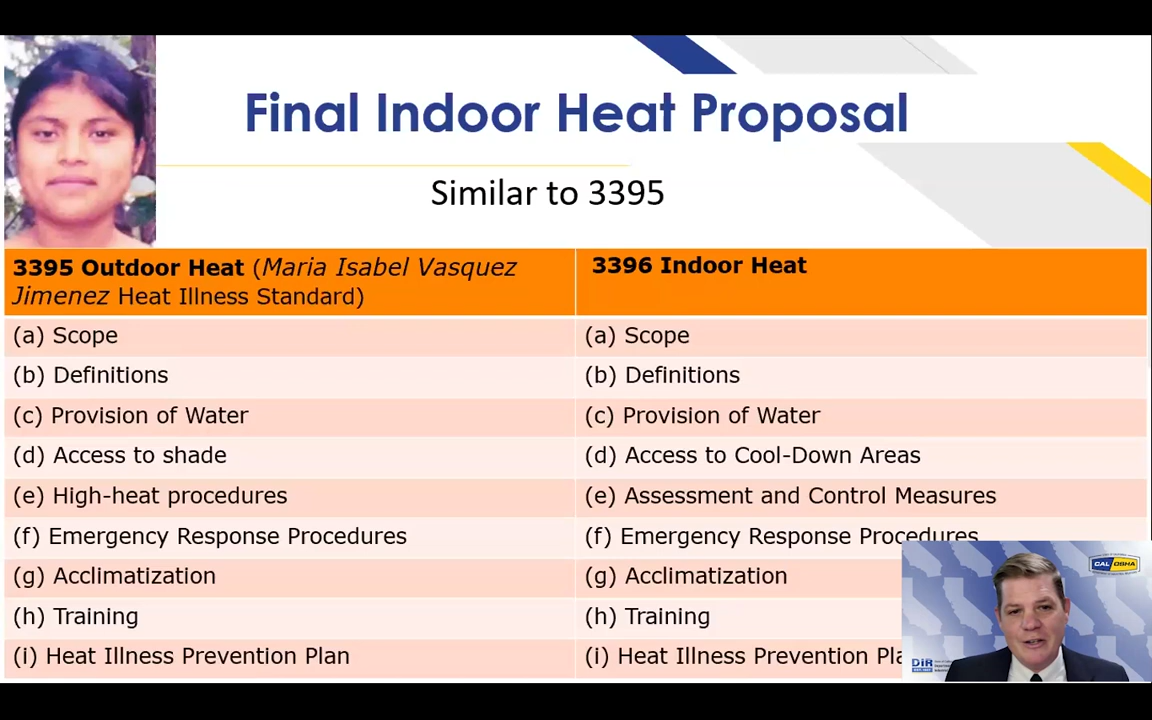 Final Indoor Heat Proposal
Similar to 3395
3395 Outdoor Heat (Maria Isabel Vasquez
Jimenez Heat Illness Standard)
3396 Indoor Heat
(a) Scope
(a) Scope
(b) Definitions
(b) Definitions
(c) Provision of Water
(c) Provision of Water
(d) Access to shade
(d) Access to Cool-Down Areas
(e) High-heat procedures
(e) Assessment and Control Measures
(f) Emergency Response Procedures
(f) Emergency Response Procedures
(g) Acclimatization
(g) Acclimatization
(h) Training
(h) Training
(i) Heat Illness Prevention Plan
(i) Heat Illness Prevention Pla
CAL OSHA
DIR